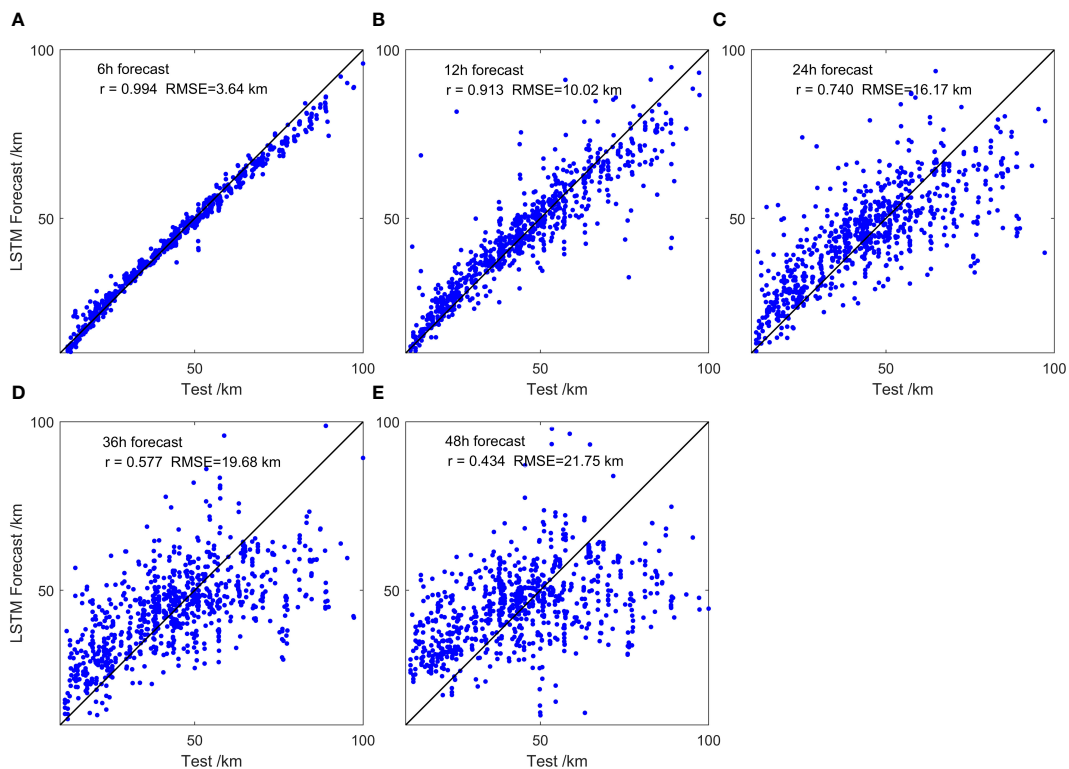 A
100
6h forecast
r = 0.994 RMSE=3.64 km
50
LSTM Forecast /km
50
100
Test /km
B
100
12h forecast
r = 0.913 RMSE=10.02 km
50
50
100
Test /km
C
100
24h forecast
r = 0.740 RMSE=16.17 km
50
50
100
Test /km
D
100
36h forecast
r = 0.577 RMSE=19.68 km
50
LSTM Forecast /km
50
100
Test /km
E
100
48h forecast
r = 0.434 RMSE=21.75 km
50
50
100
Test /km